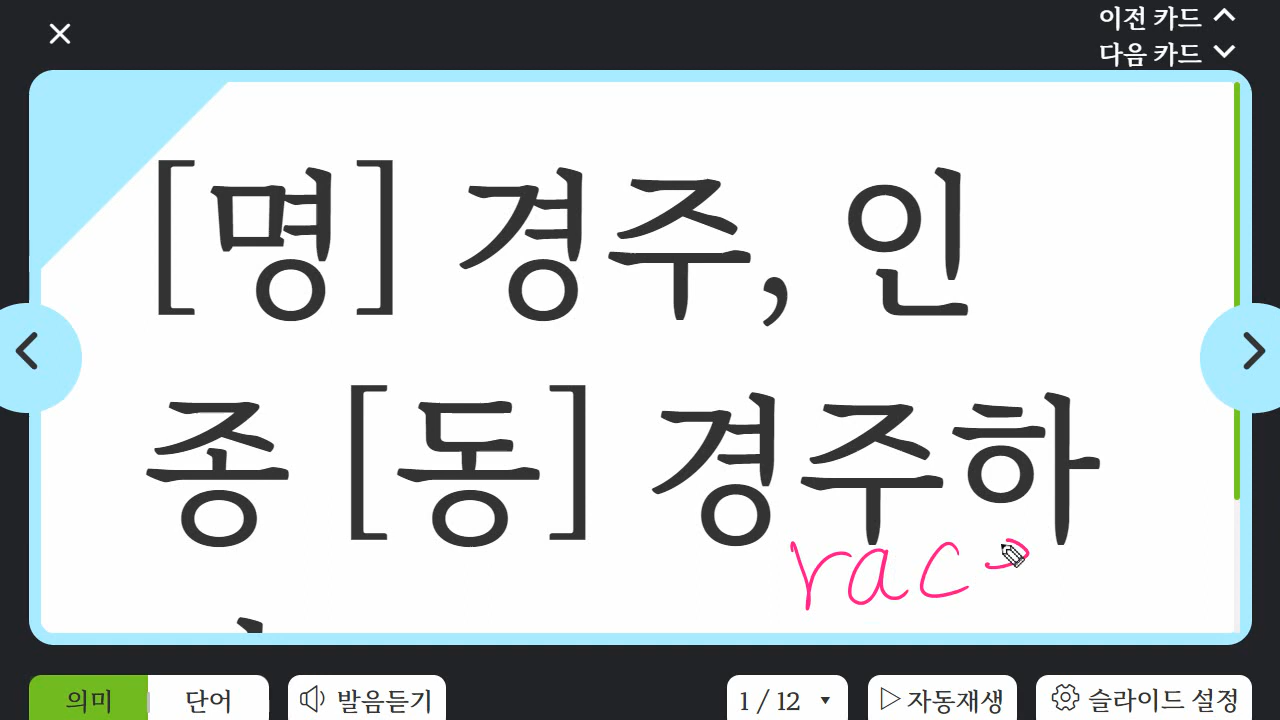 이전 카드
다음 카드
[명] 경주, 인
종 [동] 경주하
rac
의미
단어
발음듣기
1 / 12
자동재생
슬라이드 설정